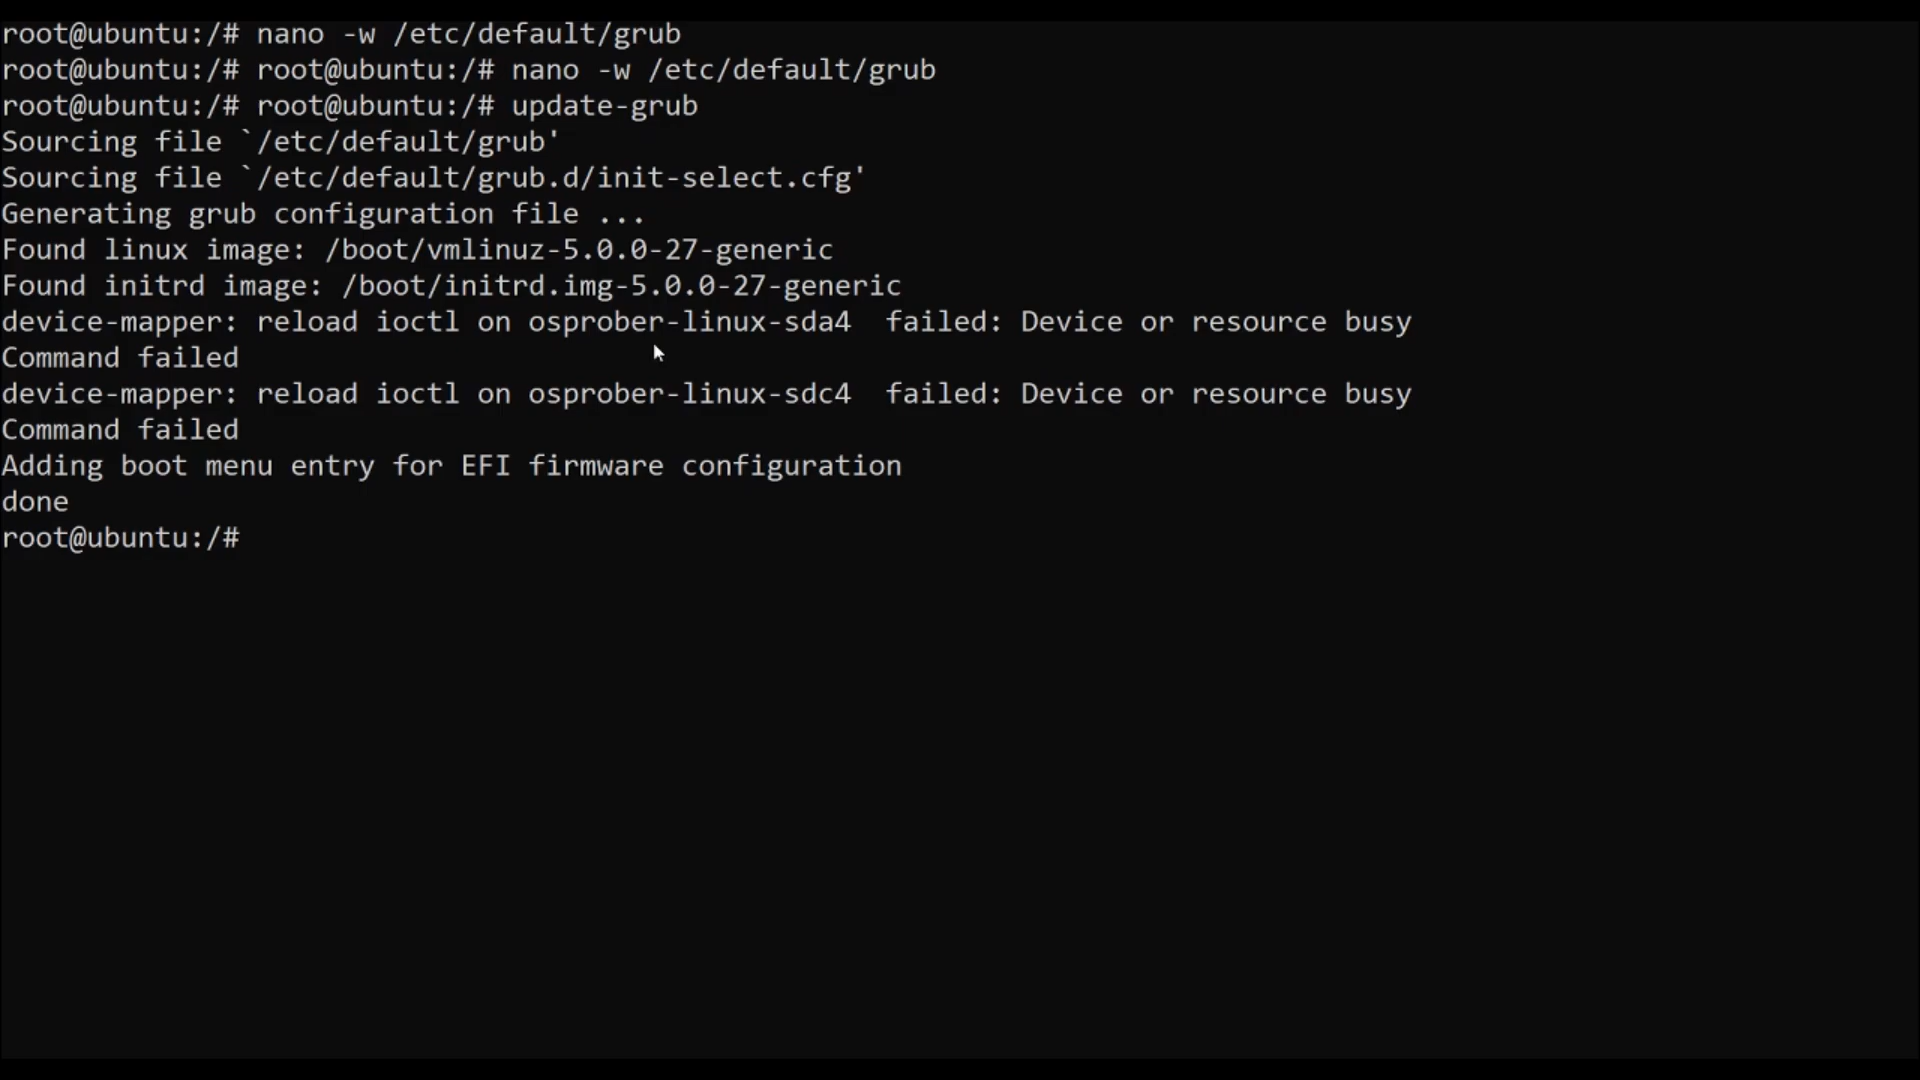 root@ubuntu:/# nano -w /etc/default/grub
root@ubuntu:/# root@ubuntu:/# nano -w /etc/default/grub
root@ubuntu:/# root@ubuntu:/# update-grub
Sourcing file `/etc/default/grub'
Sourcing file `/etc/default/grub.d/init-select.cfg'
Generating grub configuration file ...
Found linux image: /boot/vmlinuz-5.0.0-27-generic
Found initrd image: /boot/initrd.img-5.0.0-27-generic
device-mapper: reload ioctl on osprober-linux-sda4  failed: Device or resource busy
Command failed
device-mapper: reload ioctl on osprober-linux-sdc4  failed: Device or resource busy
Command failed
Adding boot menu entry for EFI firmware configuration
done
root@ubuntu:/#